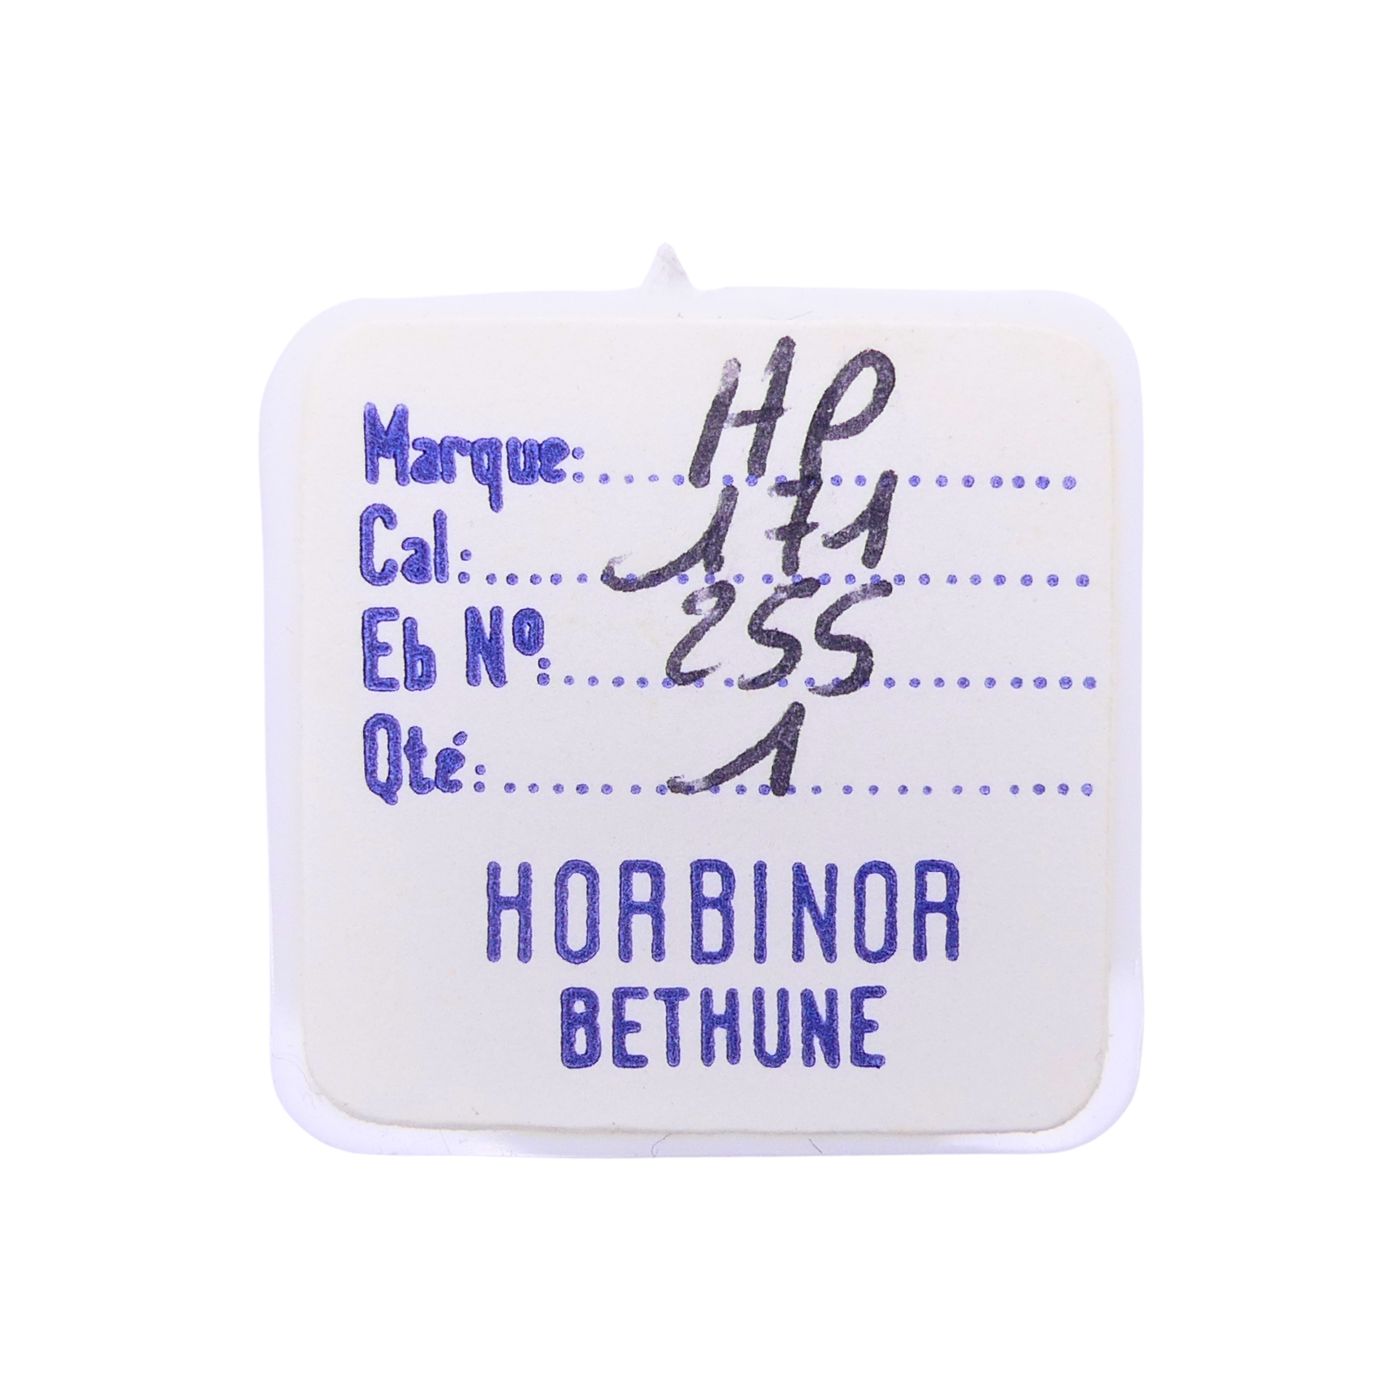 Marque: HP
Cal: 171
Eb Nº: 255
Qté: 1
HORBINOR
BETHUNE